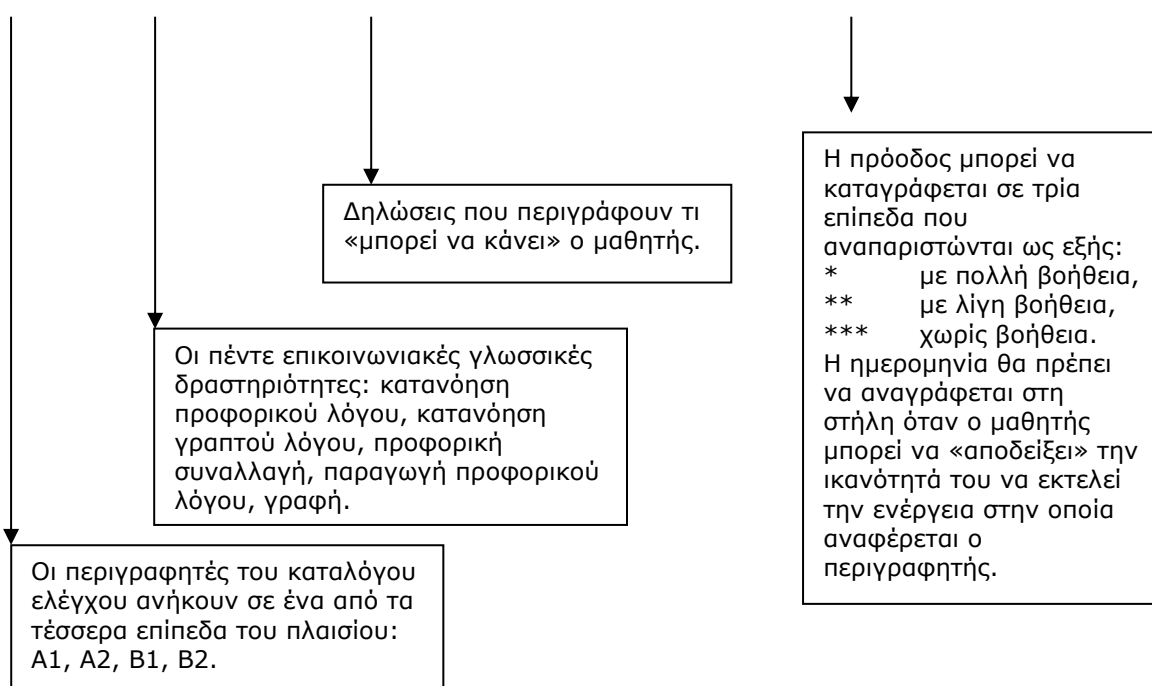 Δηλώσεις που περιγράφουν τι
«μπορεί να κάνει» ο μαθητής.
Οι πέντε επικοινωνιακές γλωσσικές
δραστηριότητες: κατανόηση
προφορικού λόγου, κατανόηση
γραπτού λόγου, προφορική
συναλλαγή, παραγωγή προφορικού
λόγου, γραφή.
Οι περιγραφητές του καταλόγου
ελέγχου ανήκουν σε ένα από τα
τέσσερα επίπεδα του πλαισίου:
A1, A2, B1, B2.
Η πρόοδος μπορεί να
καταγράφεται σε τρία
επίπεδα που
αναπαριστώνται ως εξής:
* με πολλή βοήθεια,
** με λίγη βοήθεια,
*** χωρίς βοήθεια.
Η ημερομηνία θα πρέπει
να αναγράφεται στη
στήλη όταν ο μαθητής
μπορεί να «αποδείξει» την
ικανότητά του να εκτελεί
την ενέργεια στην οποία
αναφέρεται ο
περιγραφητής.